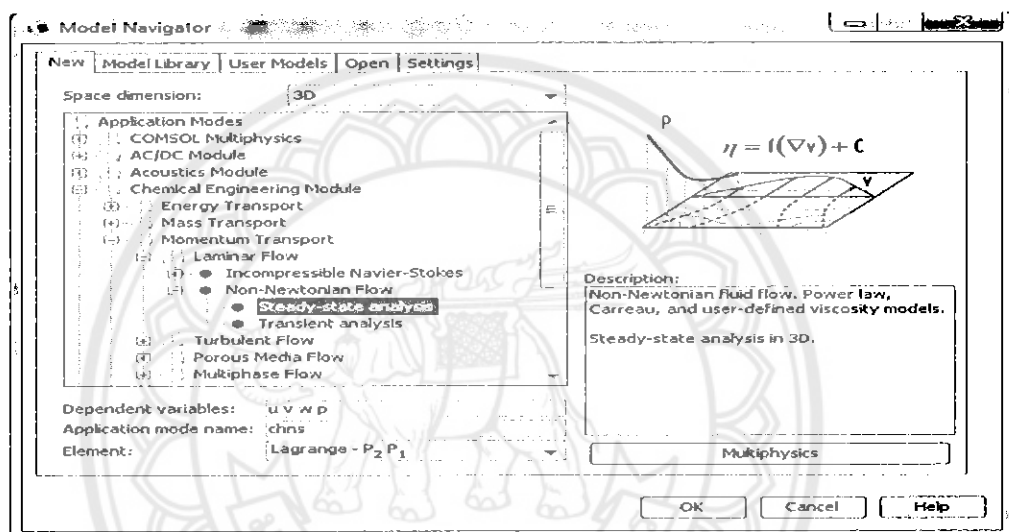 Model Navigator
New Model Library User Models Open Settings
Space dimension: 3D
Application Modes
COMSOL Multiphysics
AC/DC Module
Acoustics Module
Chemical Engineering Module
Energy Transport
Mass Transport
Momentum Transport
Laminar Flow
Incompressible Navier-Stokes
Non-Newtonian Flow
Steady-state analysis
Transient analysis
Turbulent Flow
Porous Media Flow
Multiphase Flow
Dependent variables: u v w p
Application mode name: chns
Element: Lagrange - P₂ P₁
ρ
η = f(∇v) + C
v
Description:
Non-Newtonian fluid flow. Power law,
Carreau, and user-defined viscosity models.
Steady-state analysis in 3D.
Multiphysics
OK Cancel Help